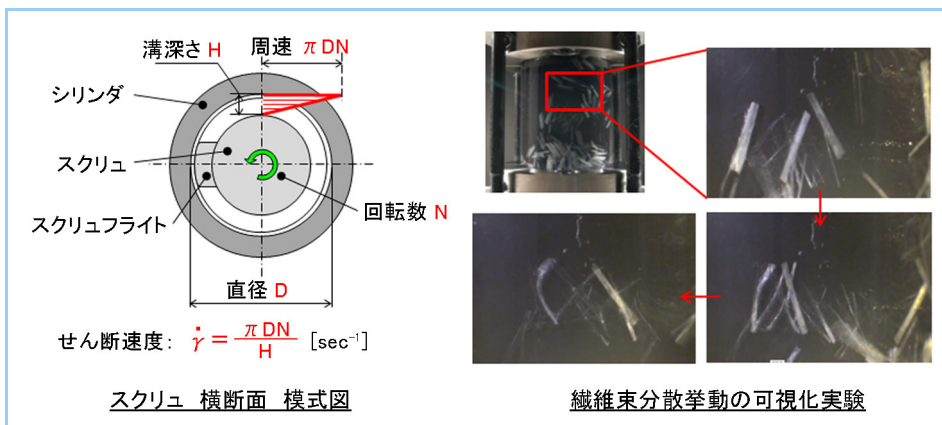 溝深さ H
周速 π DN
シリンダ
スクリュ
スクリュフライト
回転数 N
直径 D
せん断速度: γ̇ = π DN / H [sec⁻¹]
スクリュ 横断面 模式図
繊維束分散挙動の可視化実験